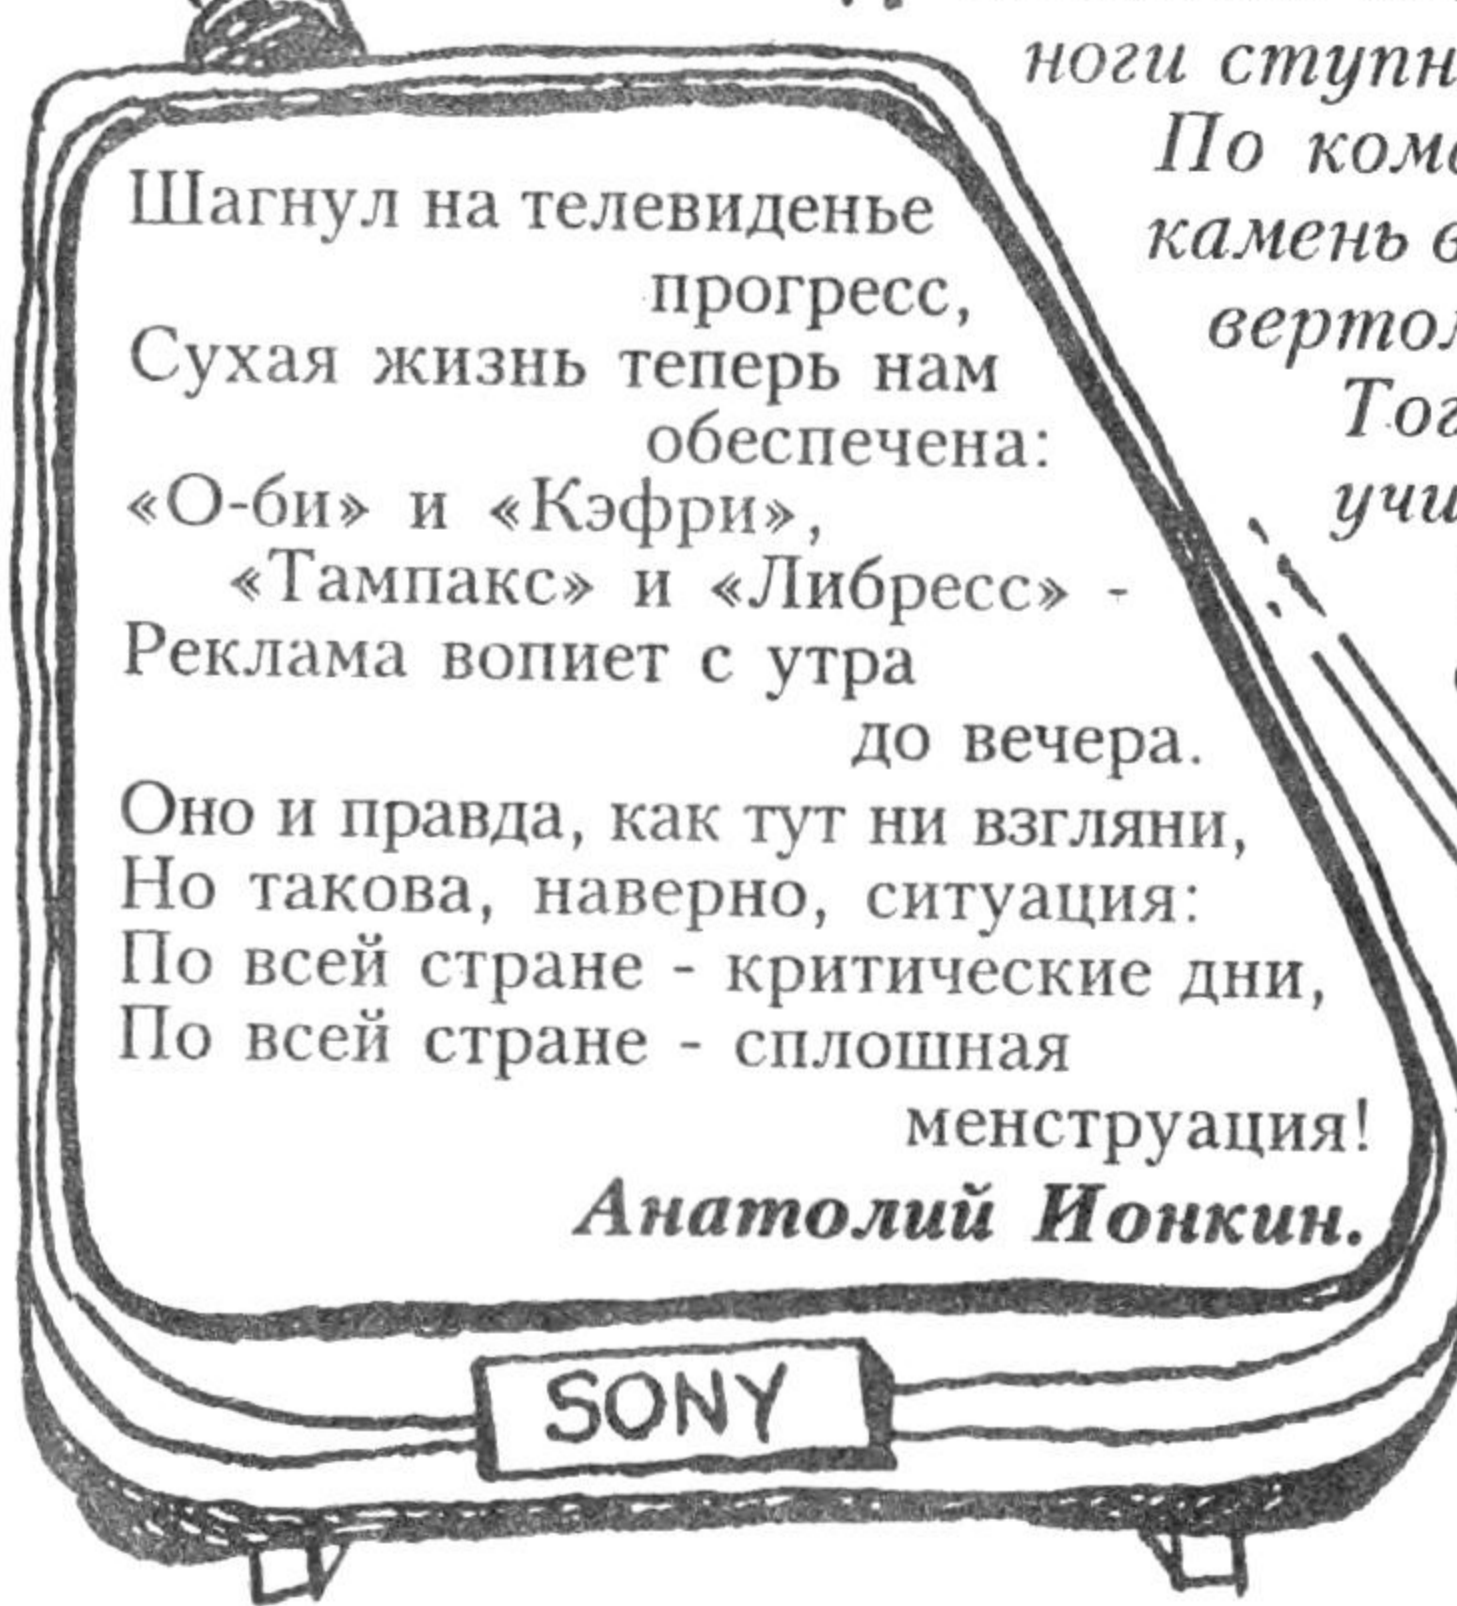 ноги ступн
По кома
камень в
вертол
Тог
учи
Шагнул на телевиденье
прогресс,
Сухая жизнь теперь нам
обеспечена:
«О-би» и «Кэфри»,
«Тампакс» и «Либресс» -
Реклама вопиет с утра
до вечера.
Оно и правда, как тут ни взгляни,
Но такова, наверно, ситуация:
По всей стране - критические дни,
По всей стране - сплошная
менструация!
Анатолий Ионкин.
SONY